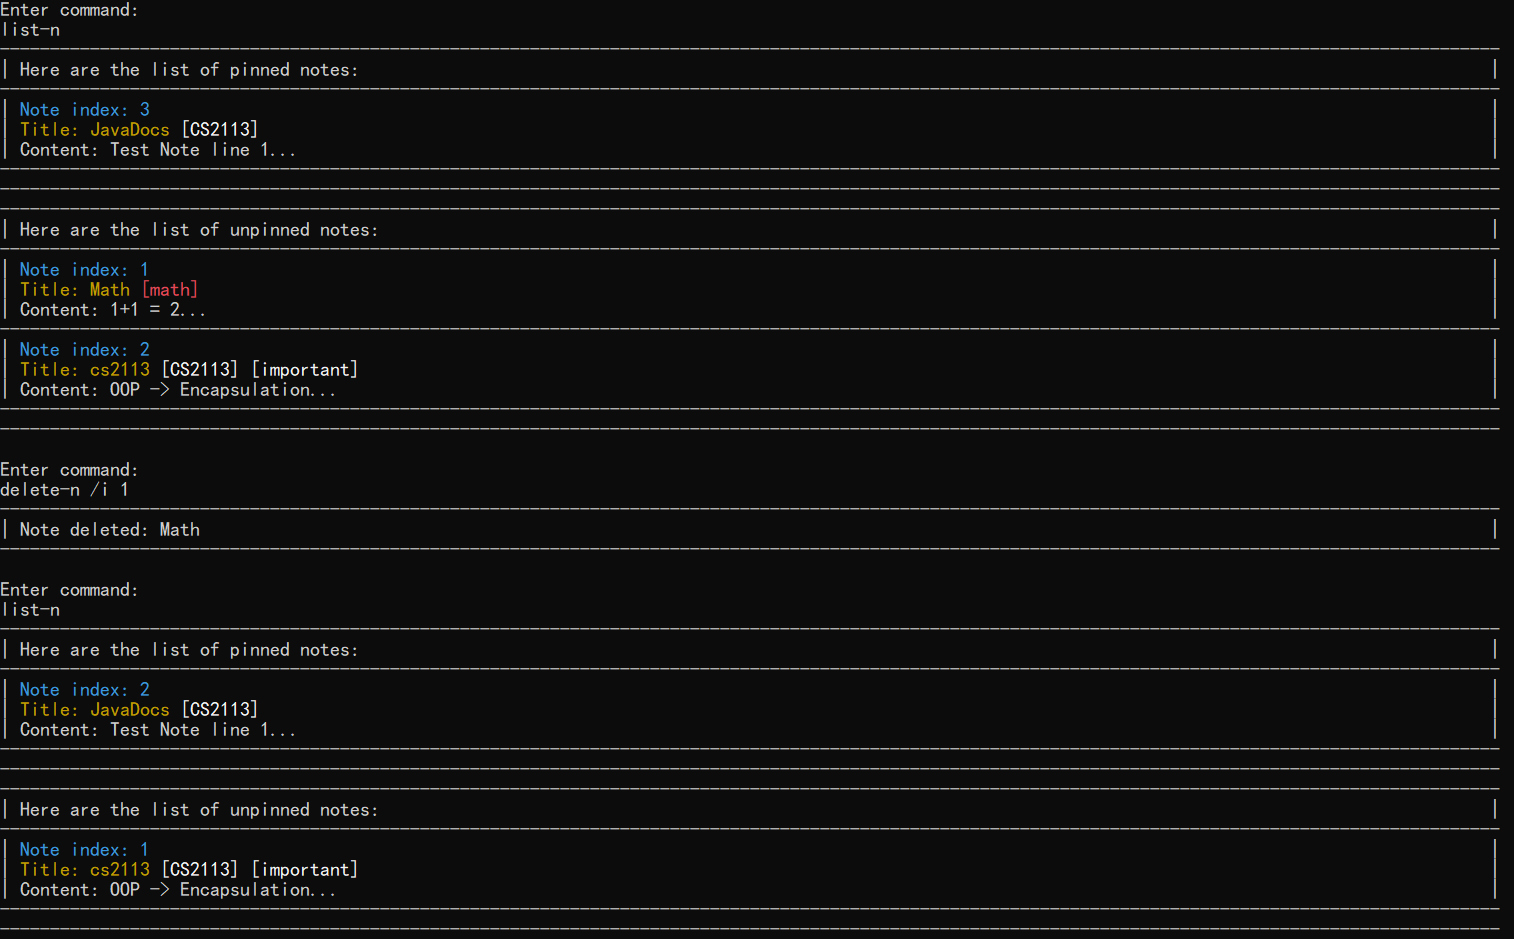 Enter command:
list-n
Here are the list of pinned notes:
Note index: 3
Title: JavaDocs [CS2113]
Content: Test Note line 1...
Here are the list of unpinned notes:
Note index: 1
Title: Math [math]
Content: 1+1 = 2...
Note index: 2
Title: cs2113 [CS2113] [important]
Content: OOP -> Encapsulation...
Enter command:
delete-n /i 1
Note deleted: Math
Enter command:
list-n
Here are the list of pinned notes:
Note index: 2
Title: JavaDocs [CS2113]
Content: Test Note line 1...
Here are the list of unpinned notes:
Note index: 1
Title: cs2113 [CS2113] [important]
Content: OOP -> Encapsulation...